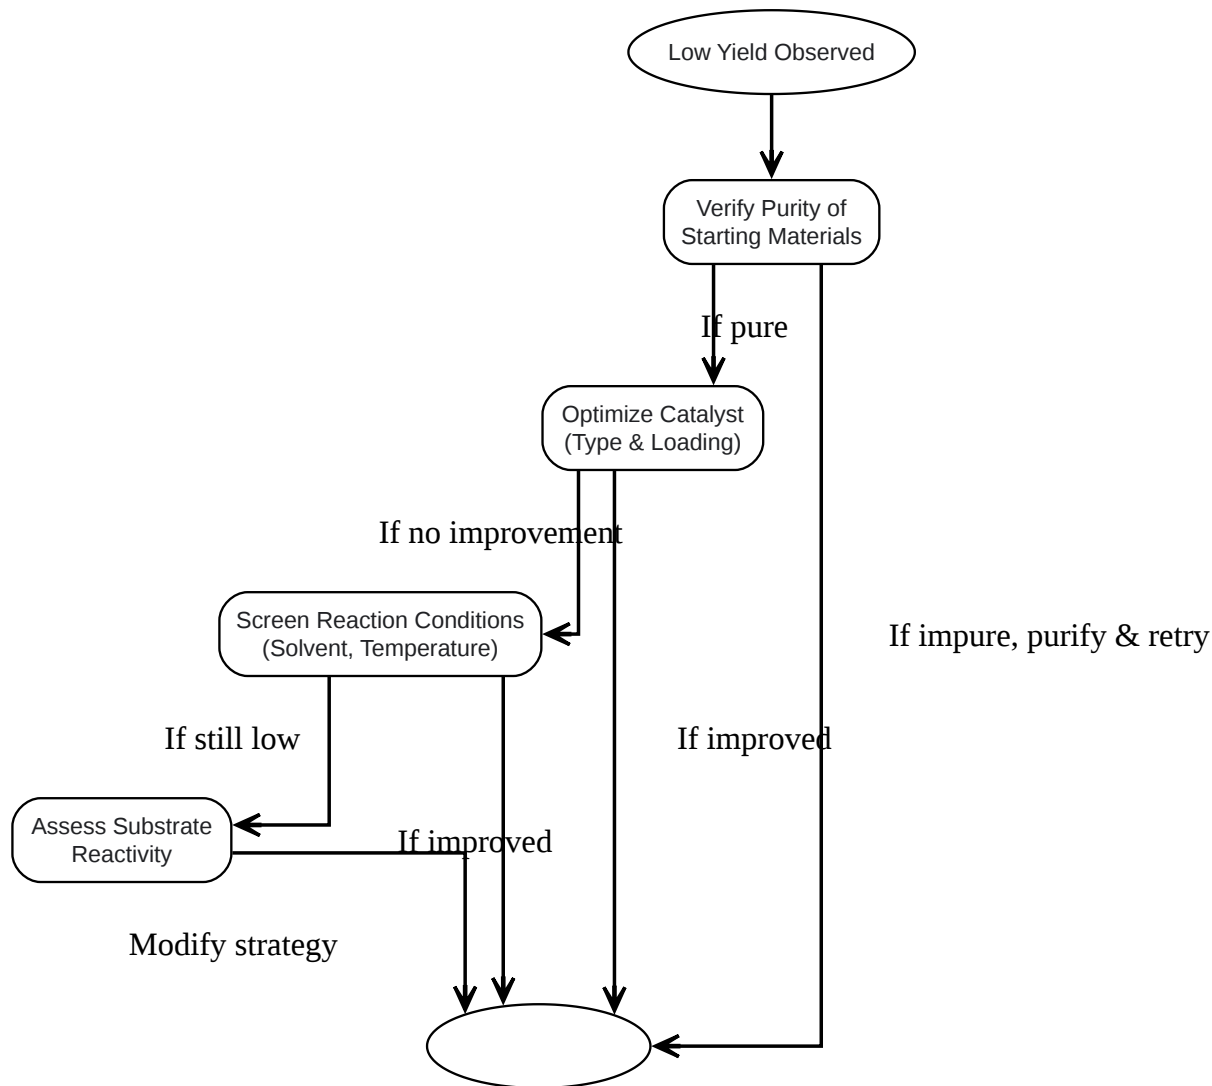 Low Yield Observed
Verify Purity of
Starting Materials
If pure
Optimize Catalyst
(Type & Loading)
If no improvement
Screen Reaction Conditions
(Solvent, Temperature)
If impure, purify & retry
If still low
If improved
Assess Substrate
Reactivity
If improved
Modify strategy